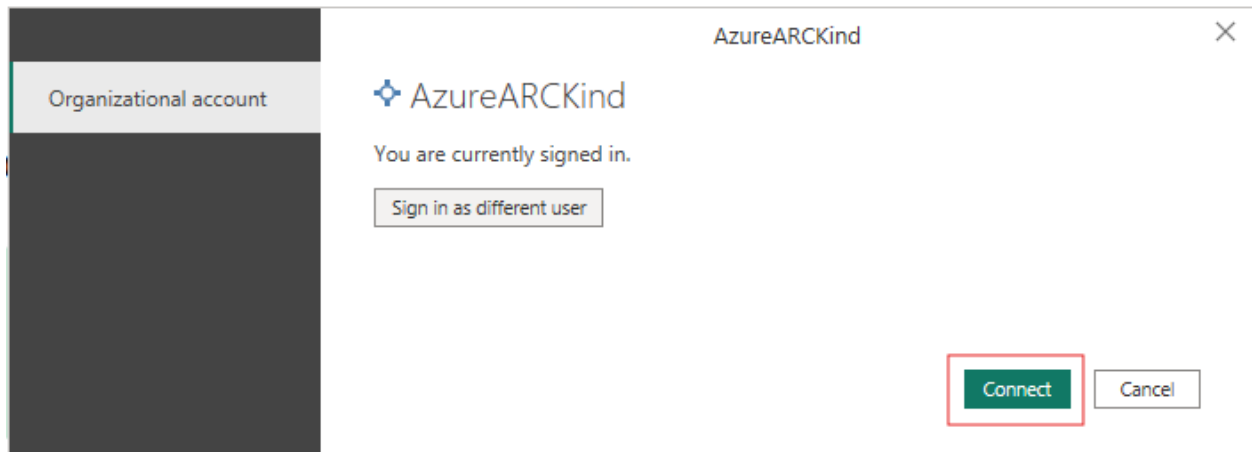 AzureARCKind
Organizational account
AzureARCKind
You are currently signed in.
Sign in as different user
Connect
Cancel